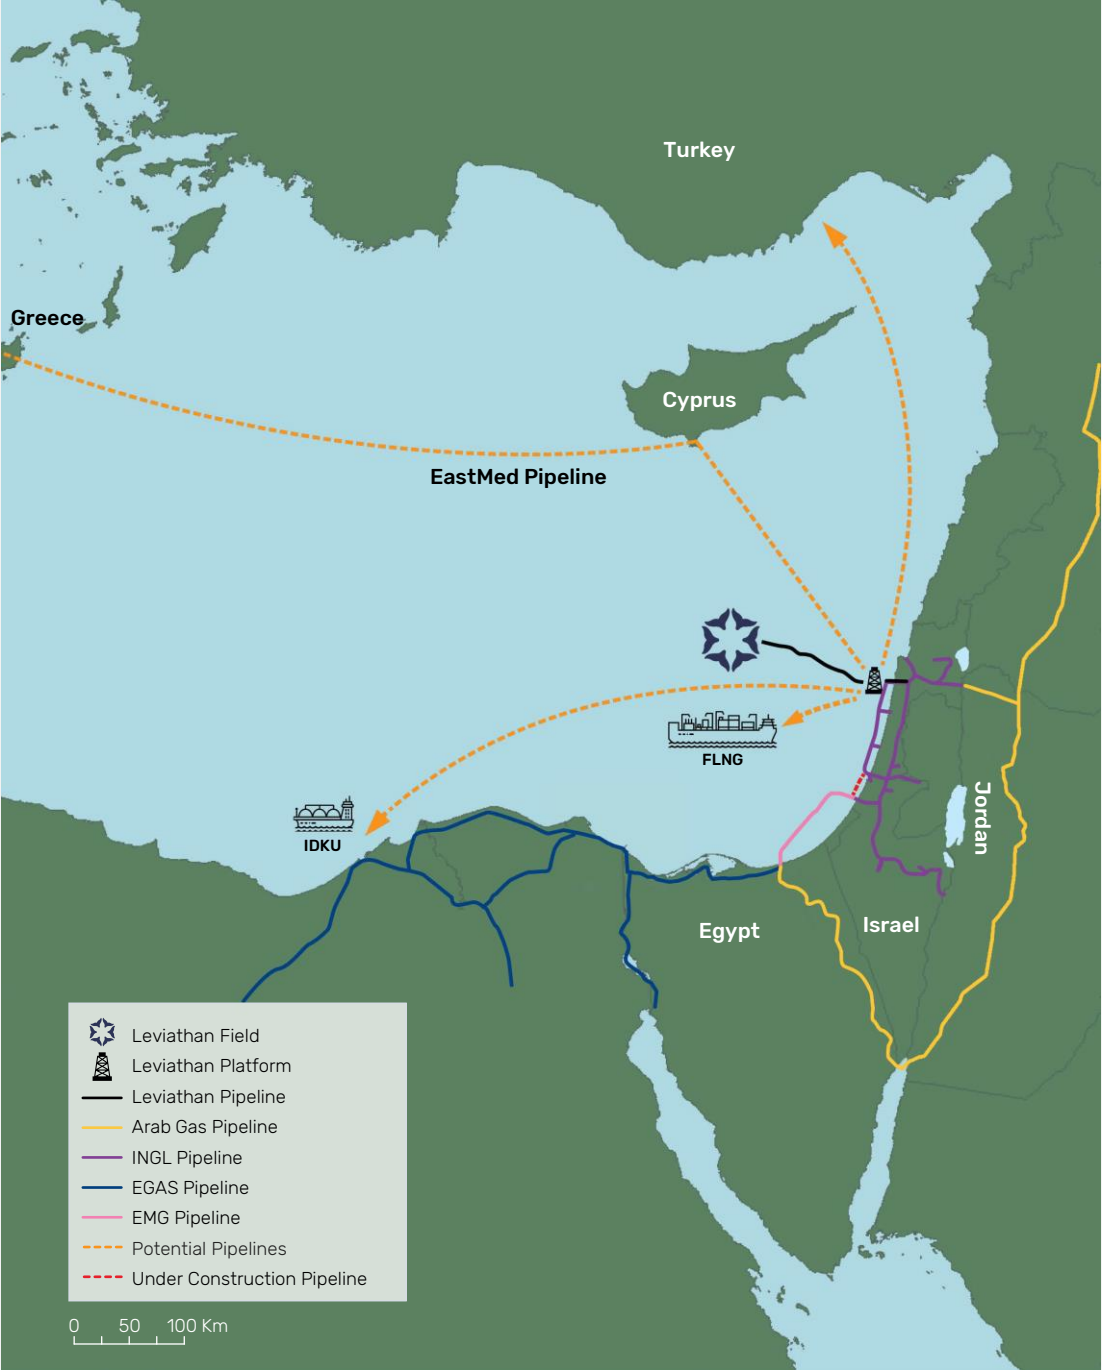 Turkey
Greece
Cyprus
EastMed Pipeline
FLNG
IDKU
Jordan
Israel
Egypt
Leviathan Field
Leviathan Platform
Leviathan Pipeline
Arab Gas Pipeline
INGL Pipeline
EGAS Pipeline
EMG Pipeline
Potential Pipelines
Under Construction Pipeline
0 50 100 Km